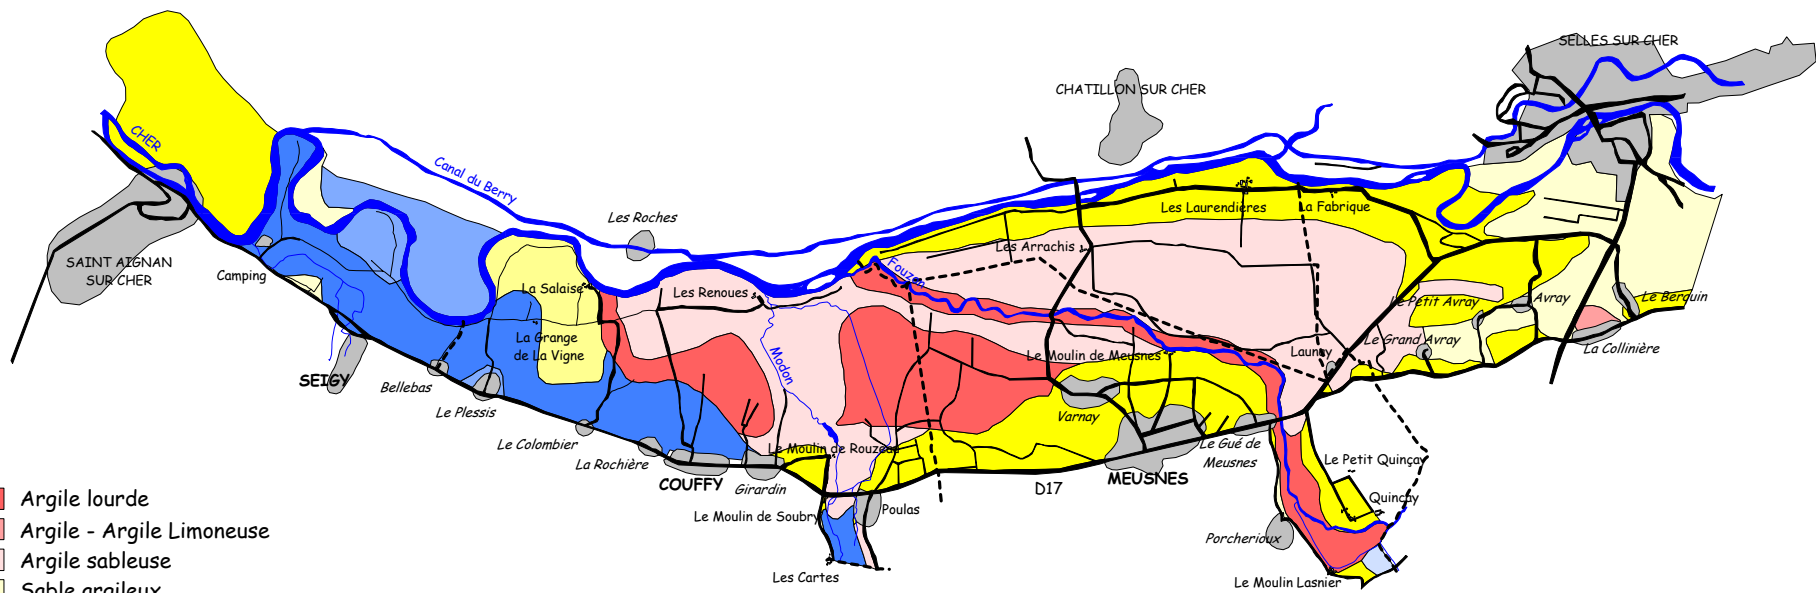 SELLES SUR CHER
CHATILLON SUR CHER
CHER
Canal du Berry
Les Roches
Les Laurendières
La Fabrique
SAINT AIGNAN
SUR CHER
Camping
Les Arrachis
Fouzon
La Salaise
Les Renoues
Le Petit Avray
Avray
Le Berquin
La Grange
de La Vigne
Modon
Le Moulin de Meusnes
Launay
Le Grand Avray
La Collinière
SEIGY
Bellebas
Le Plessis
Varnay
Le Colombier
La Rochière
Le Moulin de Rouzeau
Le Gué de
Meusnes
COUFFY
Girardin
D17
MEUSNES
Le Petit Quinçay
Quinçay
Le Moulin de Soubry
Poulas
Porcherioux
Les Cartes
Le Moulin Lasnier
Argile lourde
Argile - Argile Limoneuse
Argile sableuse
Sable argileux